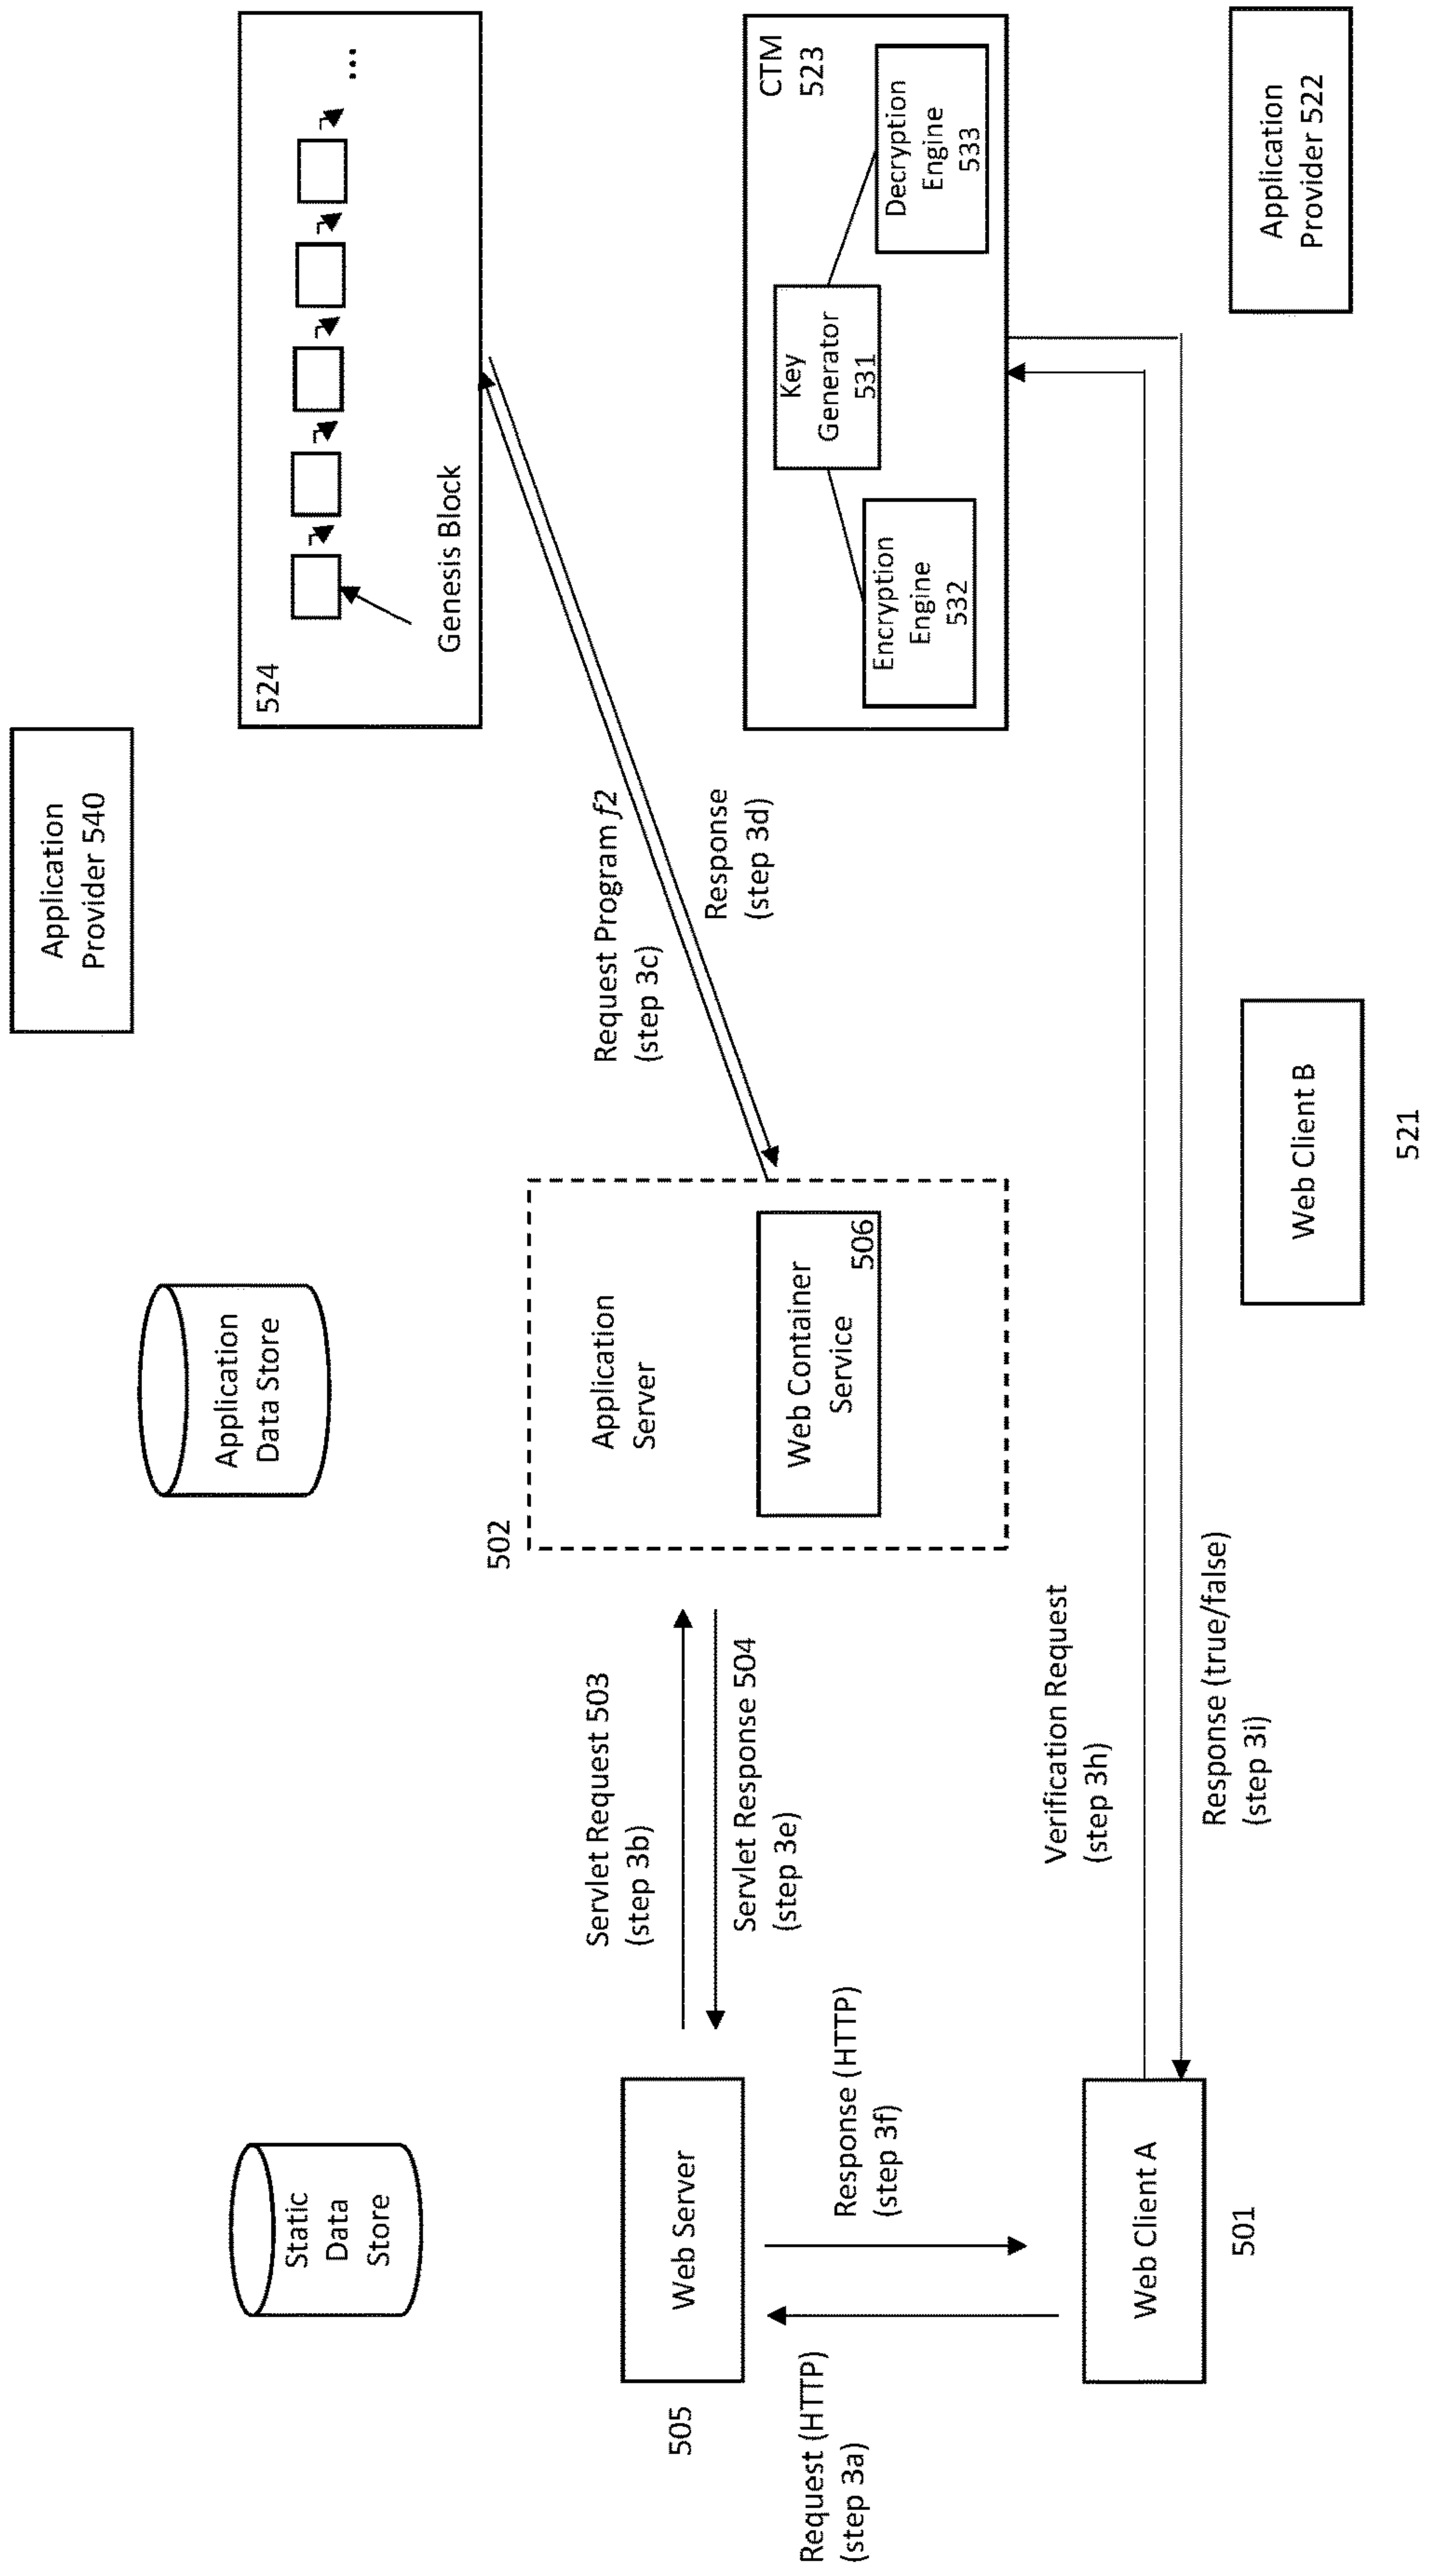 Static
Data
Store
Application
Data Store
Application
Provider 540
524
Genesis Block
...
505
Web Server
Servlet Request 503
(step 3b)
Servlet Response 504
(step 3e)
502
Application
Server
Web Container
Service
506
Request Program f2
(step 3c)
Response
(step 3d)
CTM
523
Key
Generator
531
Encryption
Engine
532
Decryption
Engine
533
Request (HTTP)
(step 3a)
Response (HTTP)
(step 3f)
Web Client A
501
Verification Request
(step 3h)
Response (true/false)
(step 3i)
Web Client B
521
Application
Provider 522